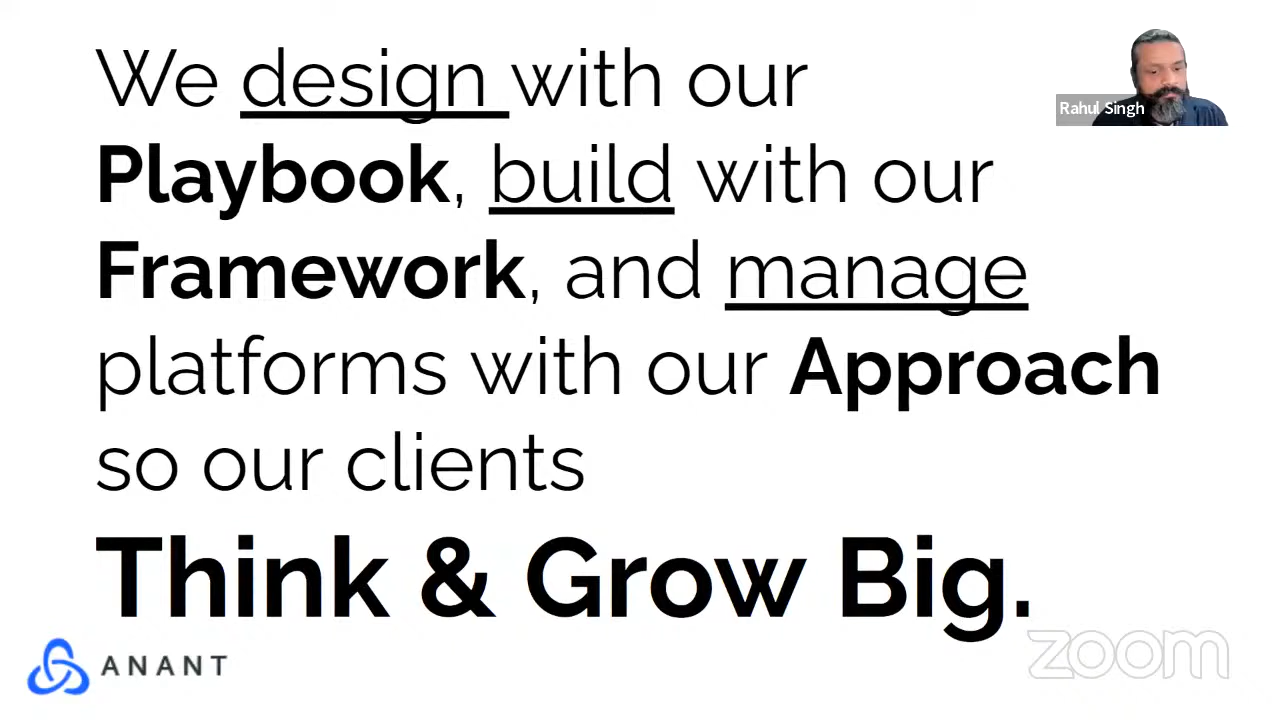 We design with our
Playbook, build with our
Framework, and manage
platforms with our Approach
so our clients
Think & Grow Big.
Rahul Singh
ANANT
zoom